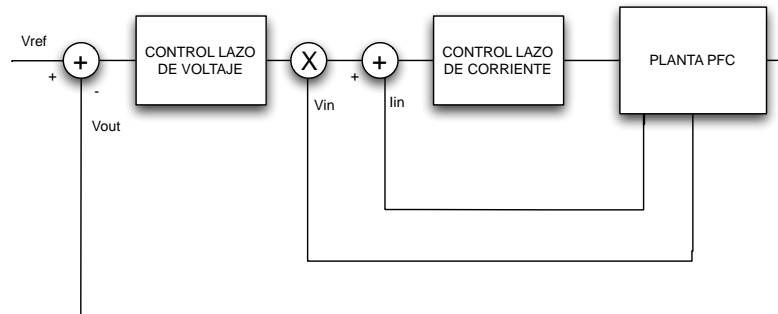 Vref
+
+
-
Vout
CONTROL LAZO
DE VOLTAJE
X
Vin
+
+
Iin
CONTROL LAZO
DE CORRIENTE
PLANTA PFC